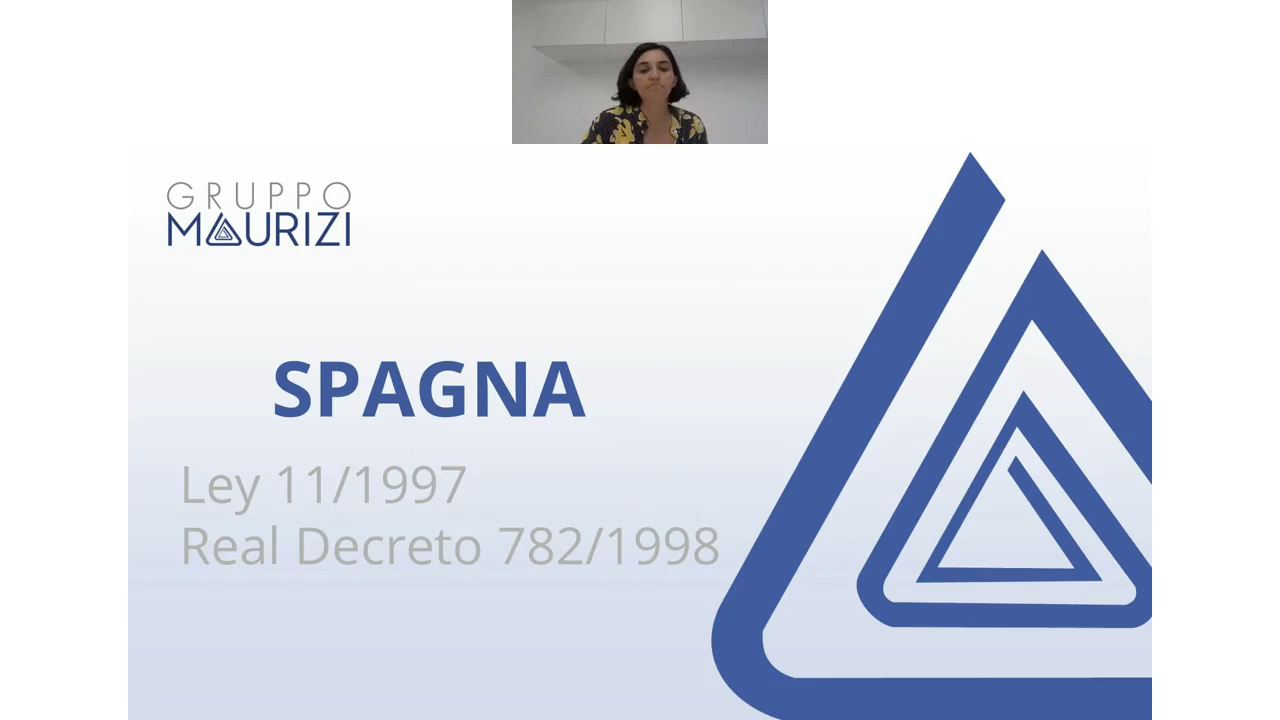 GRUPPO
MAURIZI
SPAGNA
Ley 11/1997
Real Decreto 782/1998